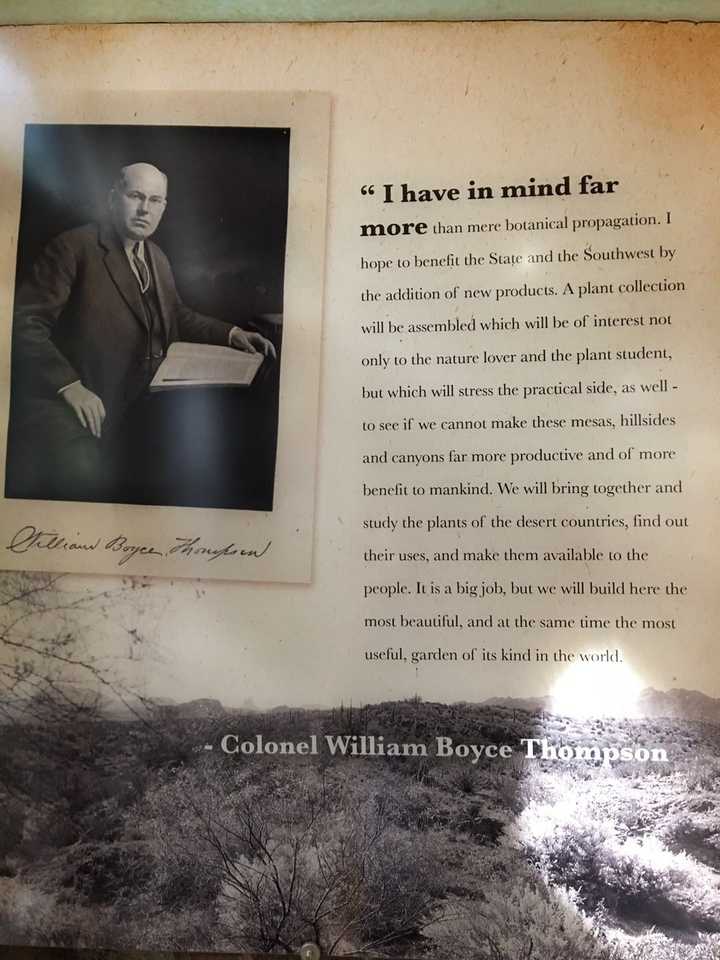 “ I have in mind far
more than mere botanical propagation. I
hope to benefit the State and the Southwest by
the addition of new products. A plant collection
will be assembled which will be of interest not
only to the nature lover and the plant student,
but which will stress the practical side, as well -
to see if we cannot make these mesas, hillsides
and canyons far more productive and of more
benefit to mankind. We will bring together and
study the plants of the desert countries, find out
their uses, and make them available to the
people. It is a big job, but we will build here the
most beautiful, and at the same time the most
useful, garden of its kind in the world.
William Boyce Thompson
- Colonel William Boyce Thompson